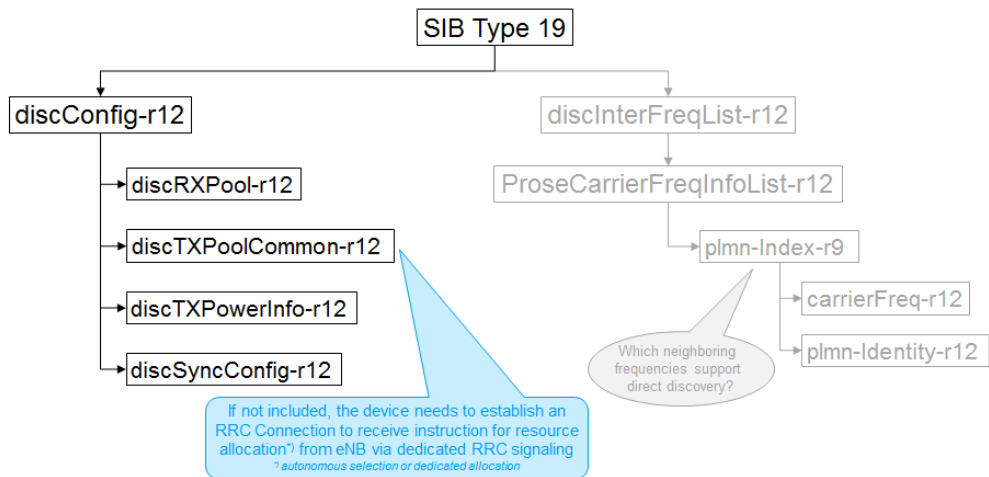 SIB Type 19
discConfig-r12
discInterFreqList-r12
discRXPool-r12
ProseCarrierFreqInfoList-r12
discTXPoolCommon-r12
plmn-Index-r9
discTXPowerInfo-r12
carrierFreq-r12
discSyncConfig-r12
plmn-Identity-r12
Which neighboring
frequencies support
direct discovery?
If not included, the device needs to establish an
RRC Connection to receive instruction for resource
allocation*) from eNB via dedicated RRC signaling
*) autonomous selection or dedicated allocation